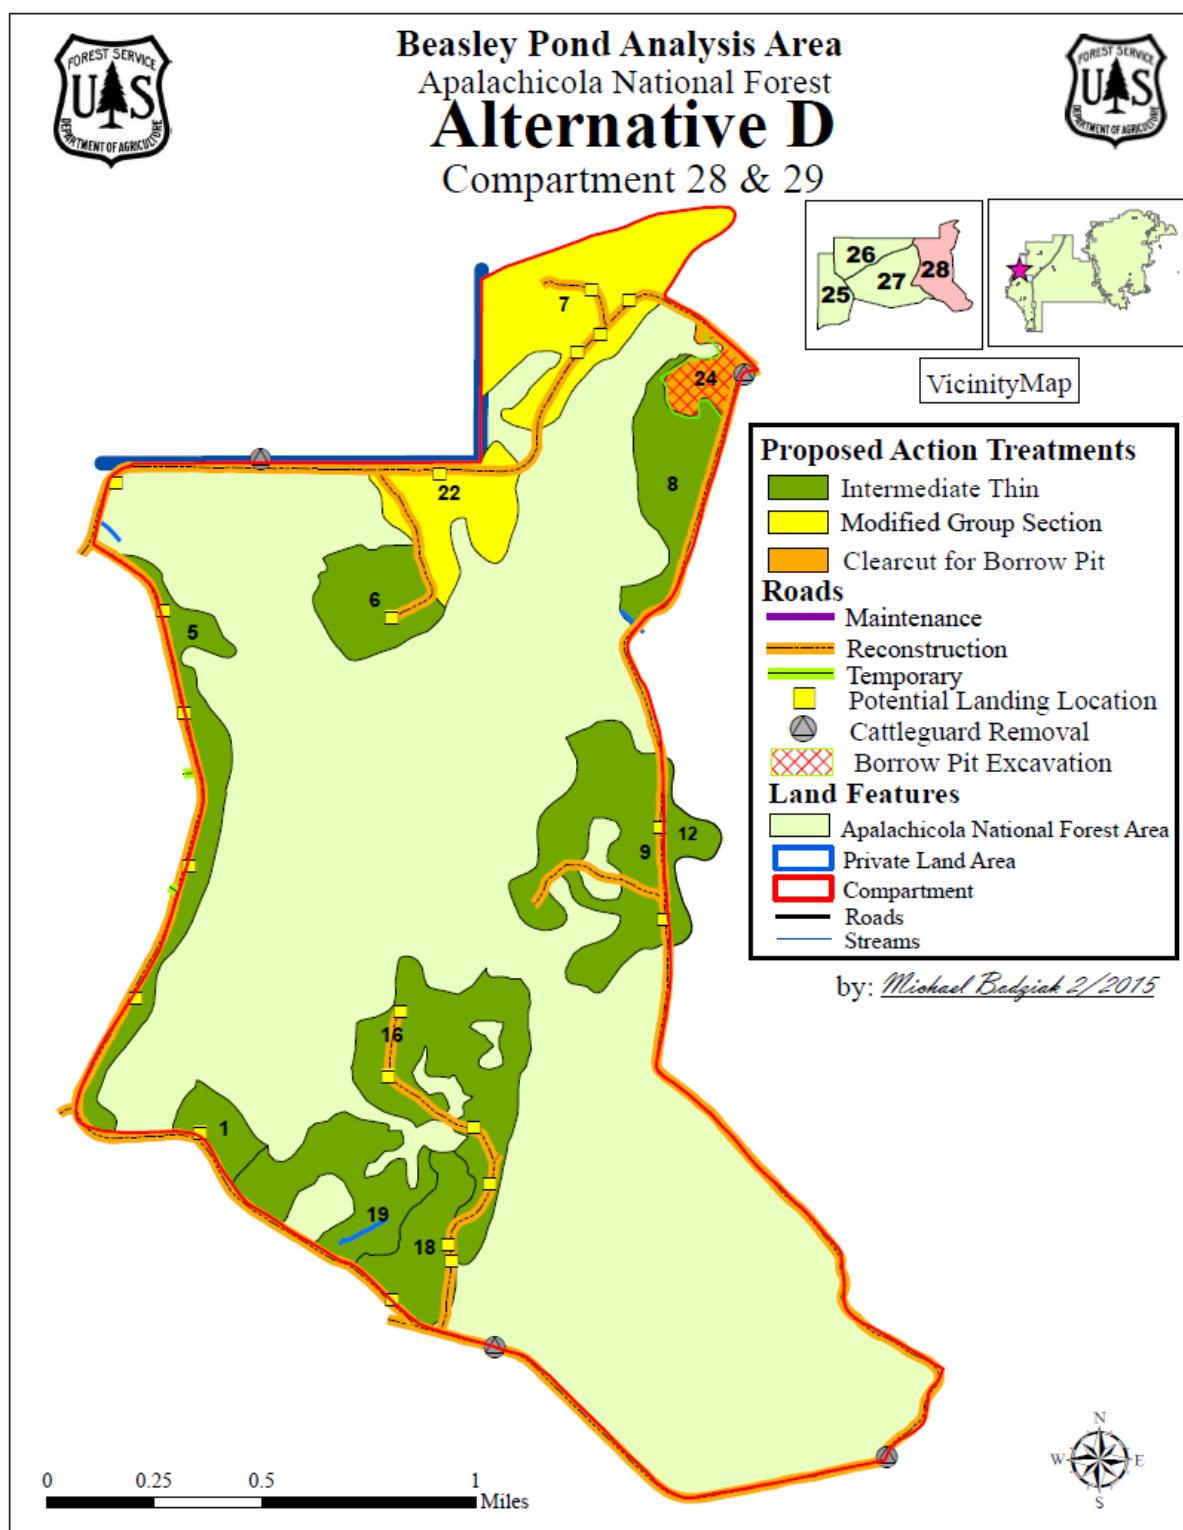 Beasley Pond Analysis Area
Apalachicola National Forest
Alternative D
Compartment 28 & 29
FOREST SERVICE
U S
DEPARTMENT OF AGRICULTURE
FOREST SERVICE
U S
DEPARTMENT OF AGRICULTURE
26
28
27
25
VicinityMap
7
24
8
22
6
5
12
9
16
1
19
18
Proposed Action Treatments
Intermediate Thin
Modified Group Section
Clearcut for Borrow Pit
Roads
Maintenance
Reconstruction
Temporary
Potential Landing Location
Cattleguard Removal
Borrow Pit Excavation
Land Features
Apalachicola National Forest Area
Private Land Area
Compartment
Roads
Streams
by: Michael Bodziak 2/2015
0 0.25 0.5 1
Miles
N
W E
S